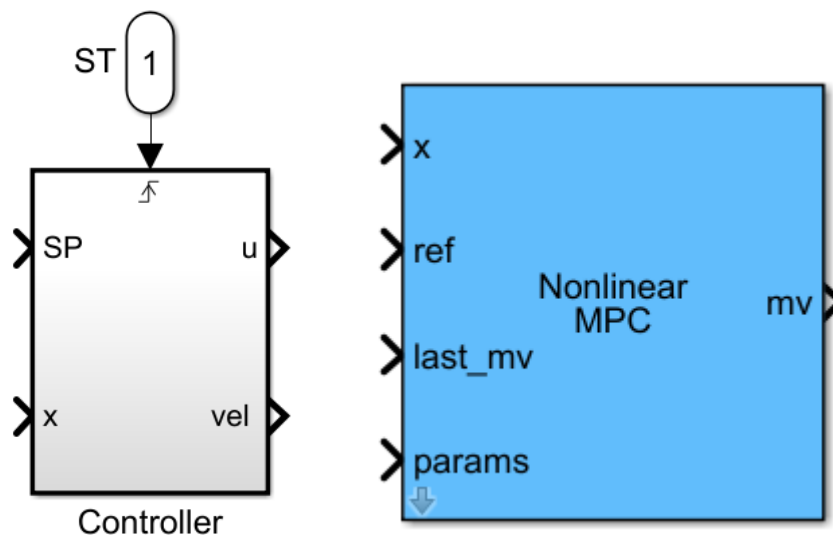 ST 1
SP
u
x
vel
Controller
x
ref
Nonlinear
MPC
mv
last_mv
params